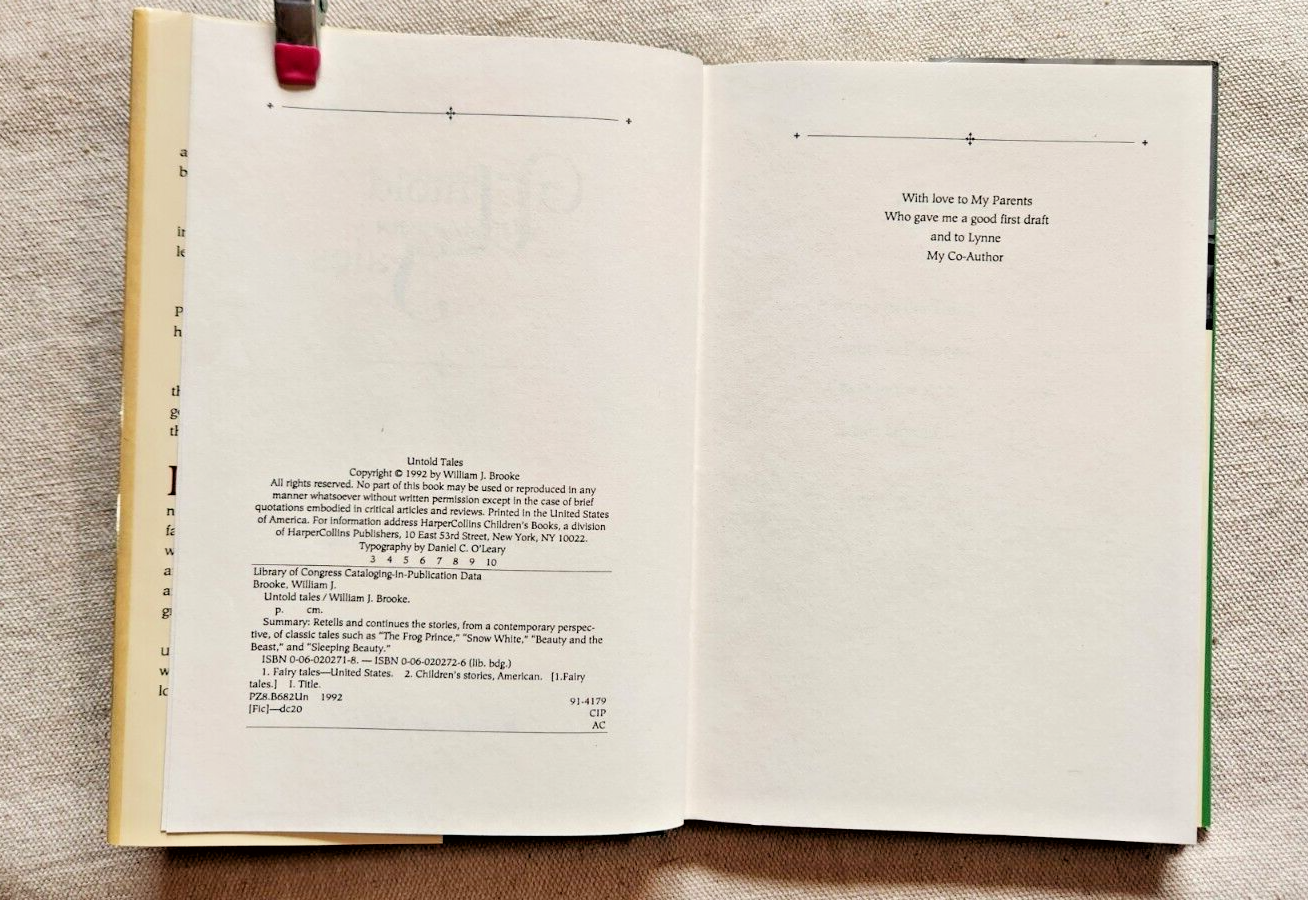 Untold Tales
Copyright © 1992 by William J. Brooke
All rights reserved. No part of this book may be used or reproduced in any
manner whatsoever without written permission except in the case of brief
quotations embodied in critical articles and reviews. Printed in the United States
of America. For information address HarperCollins Children's Books, a division
of HarperCollins Publishers, 10 East 53rd Street, New York, NY 10022.
Typography by Daniel C. O'Leary
3 4 5 6 7 8 9 10
Library of Congress Cataloging-in-Publication Data
Brooke, William J.
Untold tales / William J. Brooke.
p. cm.
Summary: Retells and continues the stories, from a contemporary perspec-
tive, of classic tales such as "The Frog Prince," "Snow White," "Beauty and the
Beast," and "Sleeping Beauty."
ISBN 0-06-020271-8. — ISBN 0-06-020272-6 (lib. bdg.)
1. Fairy tales—United States. 2. Children's stories, American. [1.Fairy
tales.] I. Title.
PZ8.B682Un 1992 91-4179
[Fic]—dc20 CIP
AC
With love to My Parents
Who gave me a good first draft
and to Lynne
My Co-Author